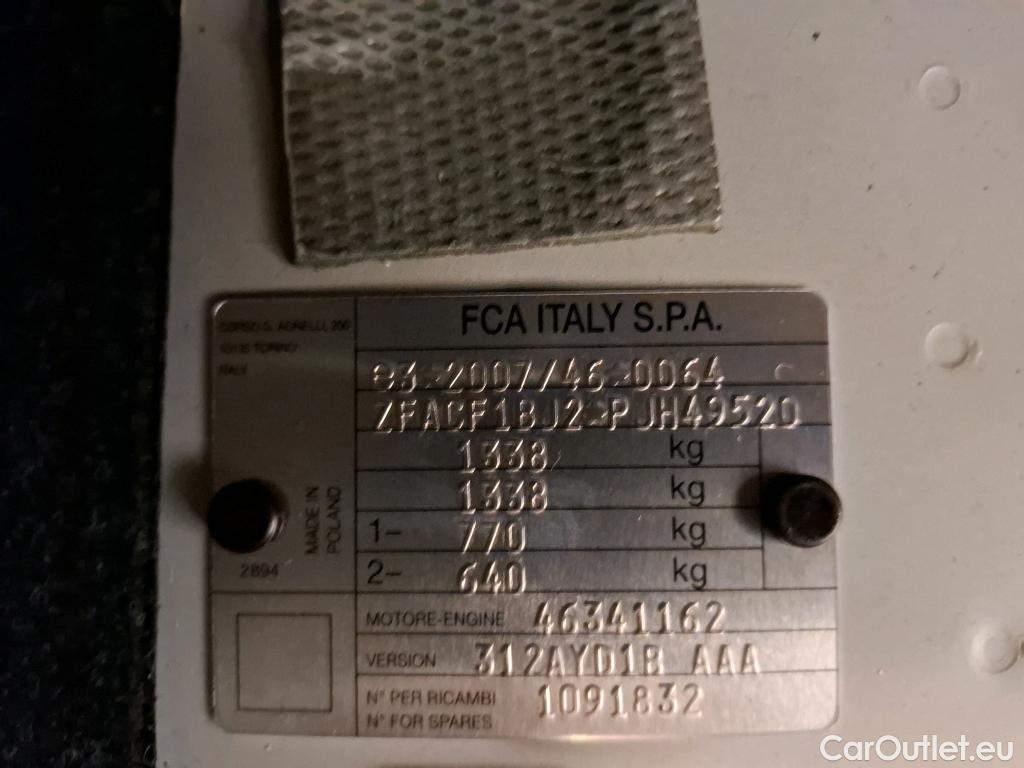 FCA ITALY S.P.A.
CORSO G. AGNELLI, 200
10135 TORINO
ITALY
e3*2007/46*0064
ZFACF1BJ2*PJH49520
1338 kg
1338 kg
1- 770 kg
2- 640 kg
MADE IN
POLAND
2894
MOTORE-ENGINE 46341162
VERSION 312AYD1B AAA
N° PER RICAMBI 1091832
N° FOR SPARES
CarOutlet.eu